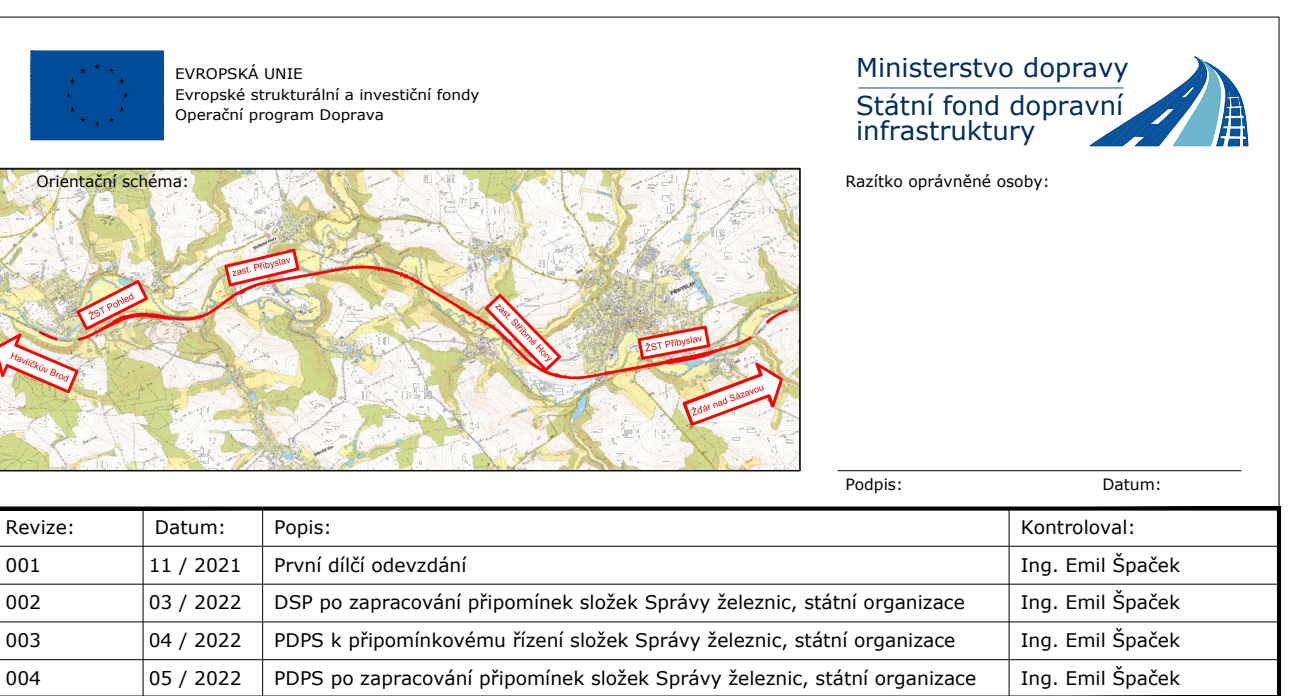 EVROPSKÁ UNIE
Evropské strukturální a investiční fondy
Operační program Doprava
Ministerstvo dopravy
Státní fond dopravní
infrastruktury
Orientační schéma:
Razítko oprávněné osoby:
zast. Přibyslav
ŽST Pohled
zast. Stříbrné Hory
ŽST Přibyslav
Havlíčkův Brod
Žďár nad Sázavou
Podpis: Datum:
Revize: Datum: Popis: Kontroloval:
001 11 / 2021 První dílčí odevzdání Ing. Emil Špaček
002 03 / 2022 DSP po zapracování připomínek složek Správy železnic, státní organizace Ing. Emil Špaček
003 04 / 2022 PDPS k připomínkovému řízení složek Správy železnic, státní organizace Ing. Emil Špaček
004 05 / 2022 PDPS po zapracování připomínek složek Správy železnic, státní organizace Ing. Emil Špaček